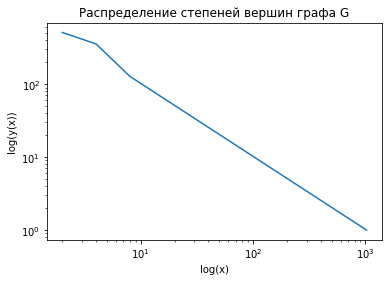 Распределение степеней вершин графа G
log(y(x))
10²
10¹
10⁰
10¹
10²
10³
log(x)